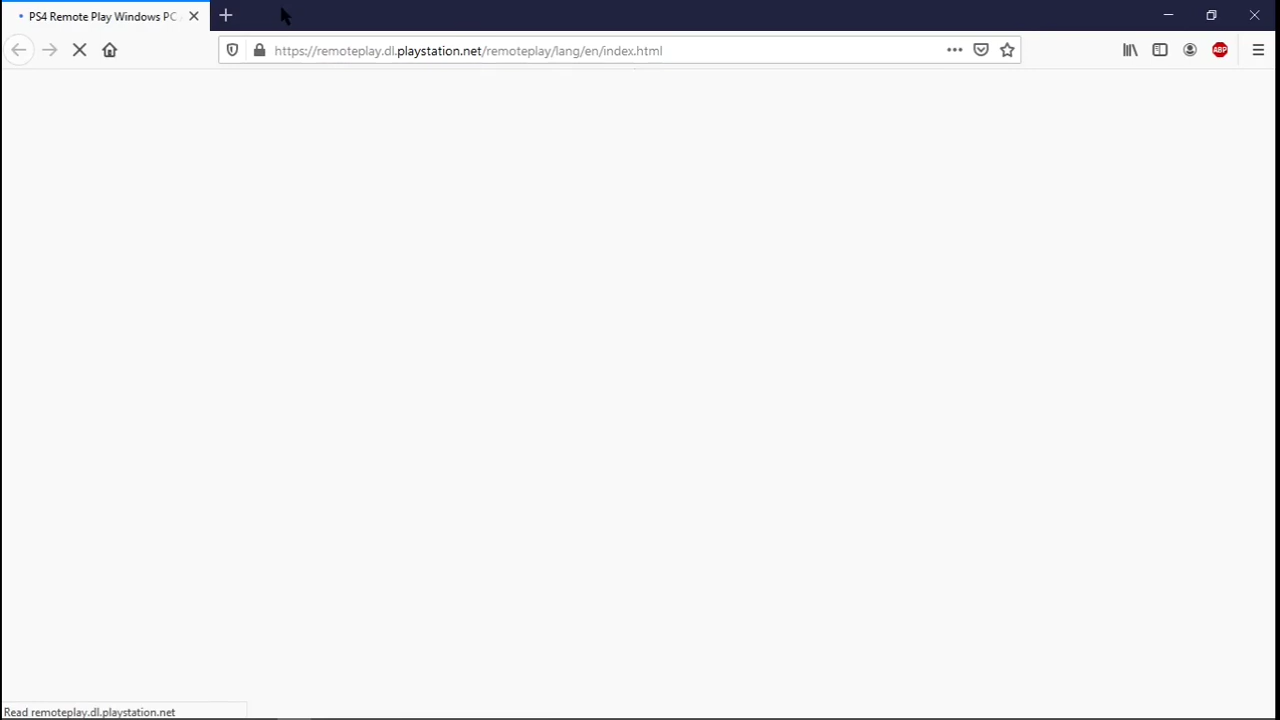 PS4 Remote Play Windows PC
https://remoteplay.dl.playstation.net/remoteplay/lang/en/index.html
ABP
Read remoteplay.dl.playstation.net